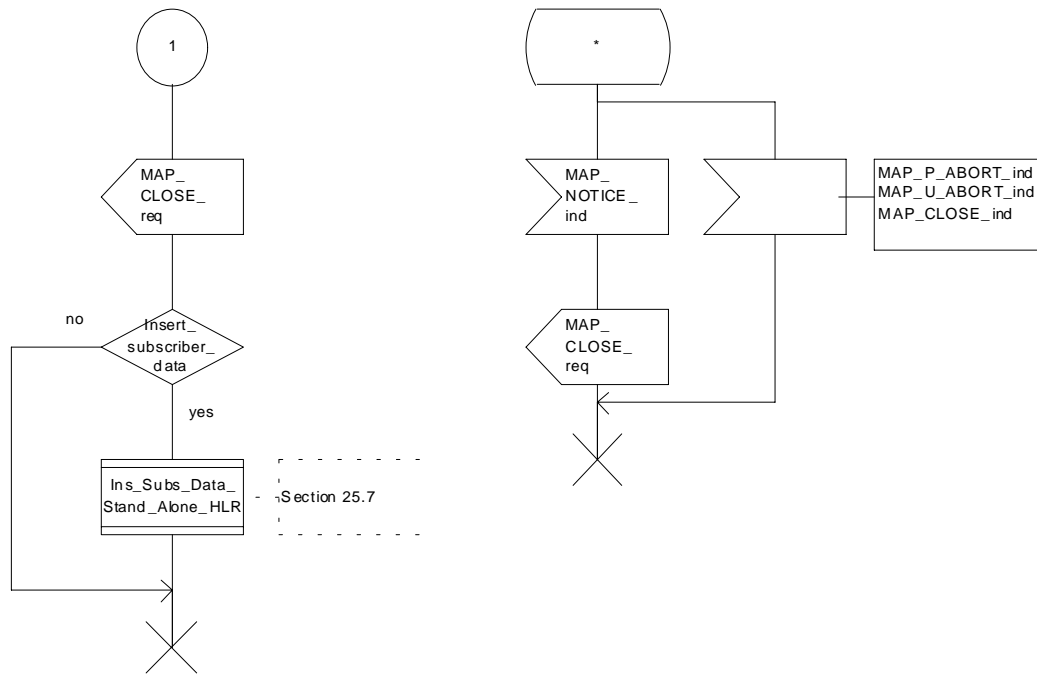 1
MAP_
CLOSE_
req
no
Insert_
subscriber_
data
yes
Ins_Subs_Data_
Stand_Alone_HLR
Section 25.7
*
MAP_
NOTICE_
ind
MAP_P_ABORT_ind
MAP_U_ABORT_ind
MAP_CLOSE_ind
MAP_
CLOSE_
req